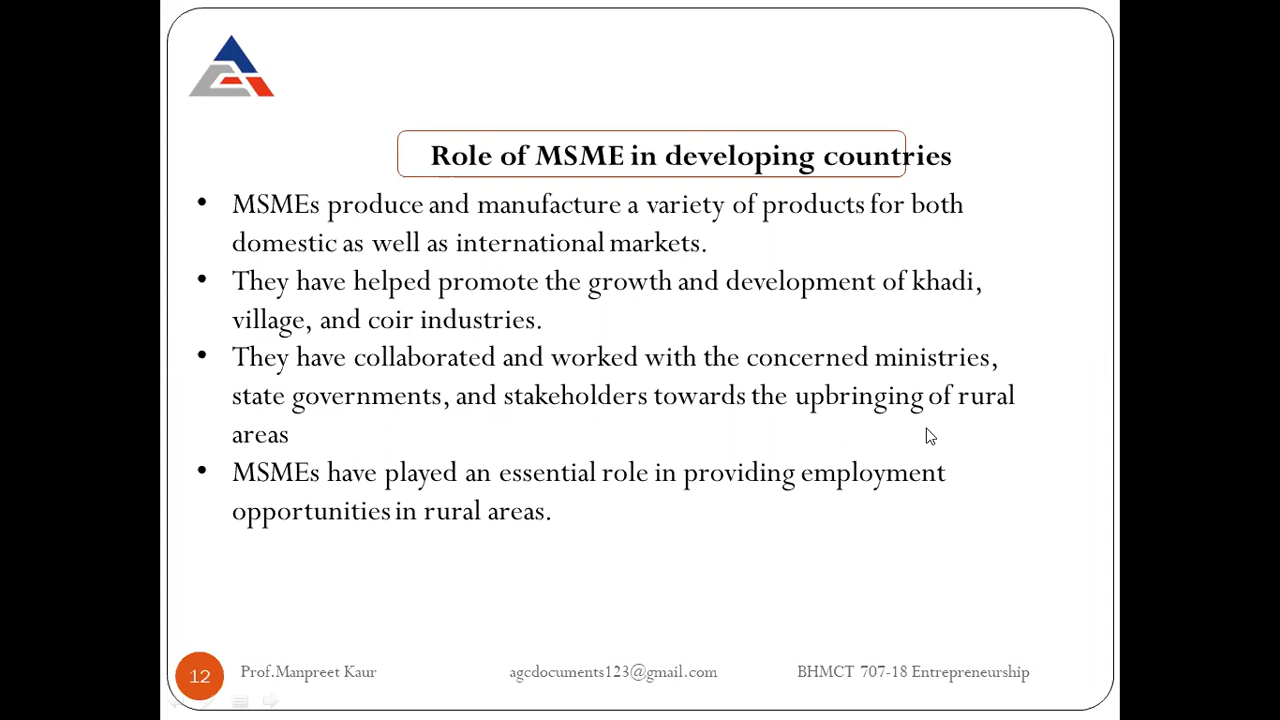 Role of MSME in developing countries
• MSMEs produce and manufacture a variety of products for both
domestic as well as international markets.
• They have helped promote the growth and development of khadi,
village, and coir industries.
• They have collaborated and worked with the concerned ministries,
state governments, and stakeholders towards the upbringing of rural
areas
• MSMEs have played an essential role in providing employment
opportunities in rural areas.
12 Prof.Manpreet Kaur agcdocuments123@gmail.com BHMCT 707-18 Entrepreneurship